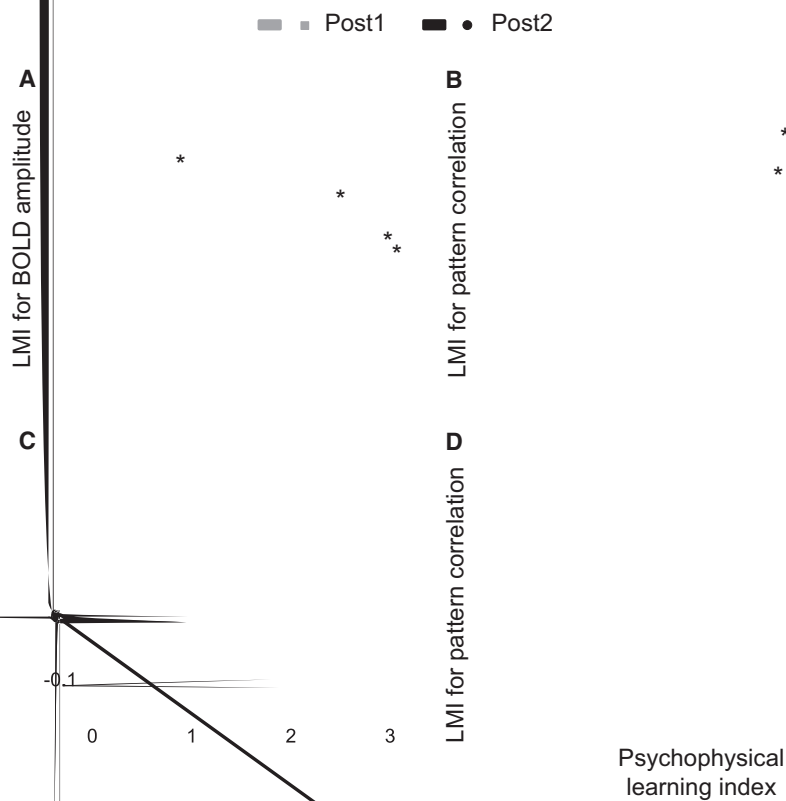 Post1 Post2
A
B
LMI for BOLD amplitude
LMI for pattern correlation
*
*
*
*
*
*
C
D
LMI for pattern correlation
-0.1
0 1 2 3
Psychophysical
learning index